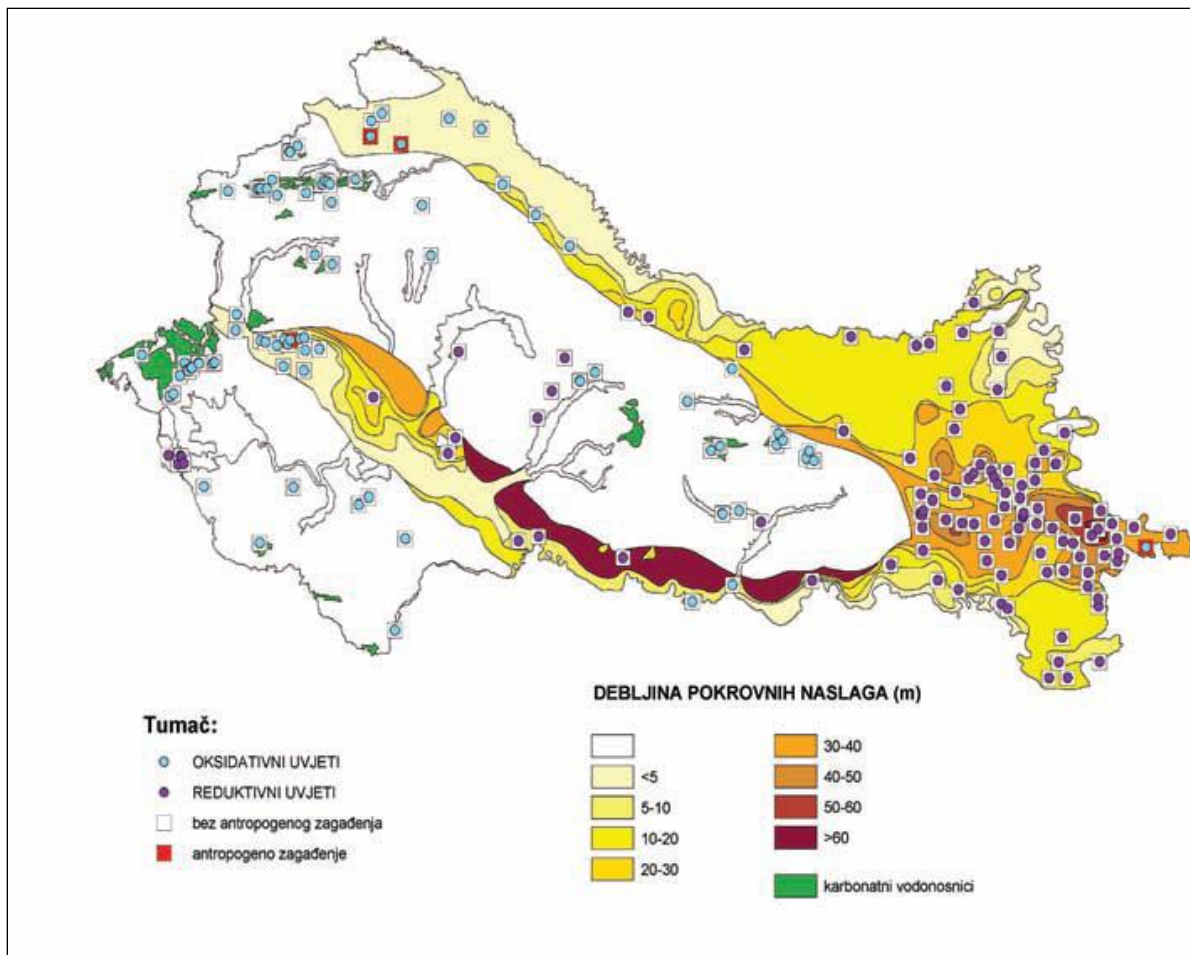 DEBLJINA POKROVNIH NASLAGA (m)
Tumač:
OKSIDATIVNI UVJETI
REDUKTIVNI UVJETI
bez antropogenog zagađenja
antropogeno zagađenje
<5
5-10
10-20
20-30
30-40
40-50
50-60
>60
karbonatni vodonosnici